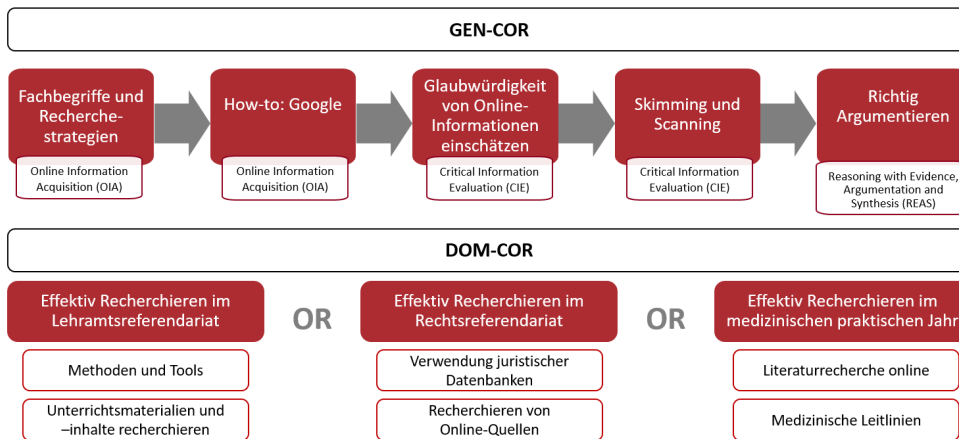 GEN-COR
Fachbegriffe und
Recherche-
strategien
Online Information
Acquisition (OIA)
How-to: Google
Online Information
Acquisition (OIA)
Glaubwürdigkeit
von Online-
Informationen
einschätzen
Critical Information
Evaluation (CIE)
Skimming und
Scanning
Critical Information
Evaluation (CIE)
Richtig
Argumentieren
Reasoning with Evidence,
Argumentation and
Synthesis (REAS)
DOM-COR
Effektiv Recherchieren im
Lehramtsreferendariat
Methoden und Tools
Unterrichtsmaterialien und
–inhalte recherchieren
OR
Effektiv Recherchieren im
Rechtsreferendariat
Verwendung juristischer
Datenbanken
Recherchieren von
Online-Quellen
OR
Effektiv Recherchieren im
medizinischen praktischen Jahr
Literaturrecherche online
Medizinische Leitlinien